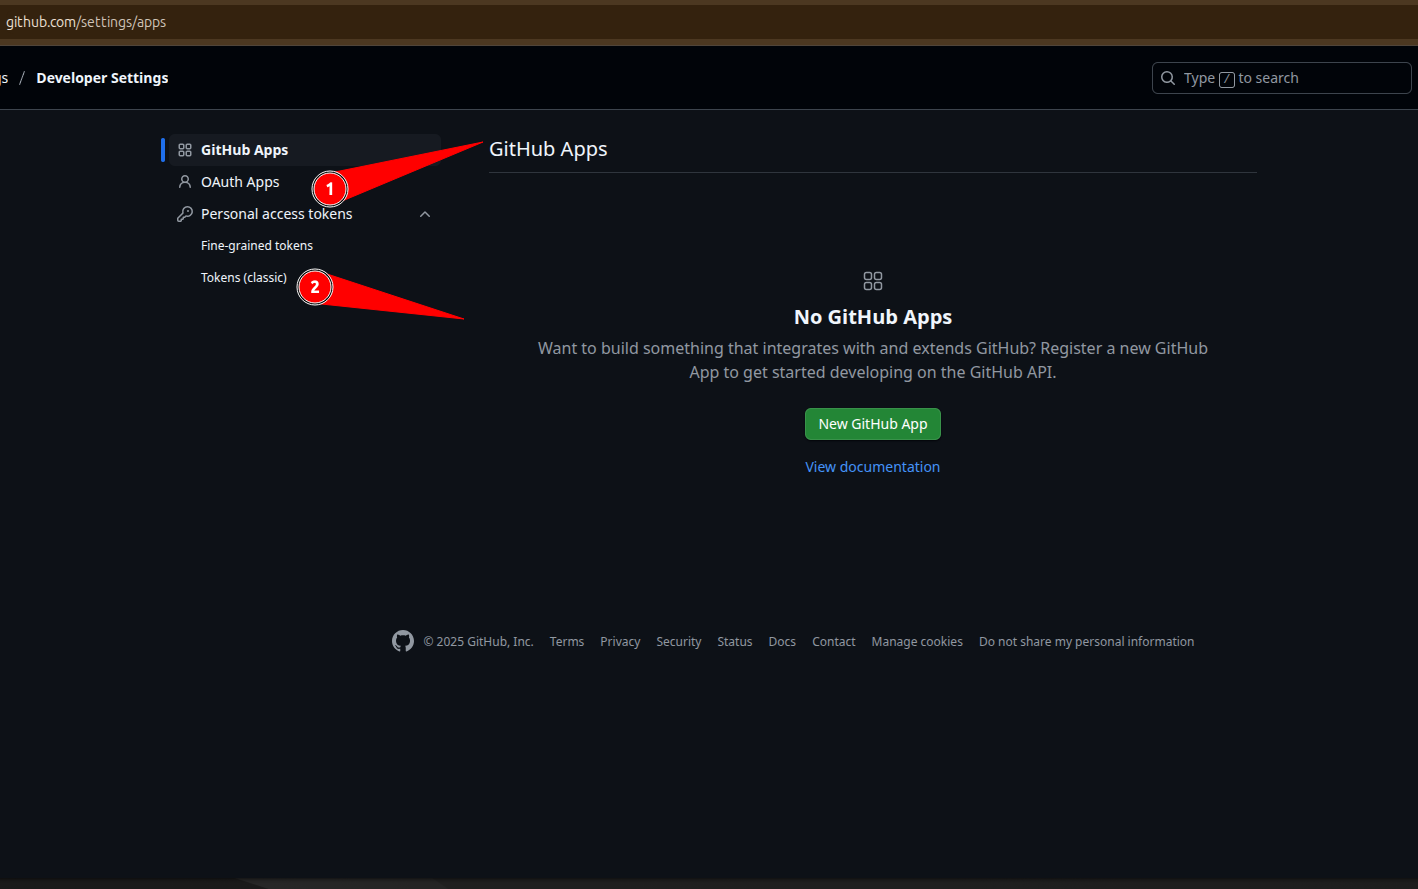 github.com/settings/apps
gs / Developer Settings
Type / to search
GitHub Apps
OAuth Apps
1
Personal access tokens
Fine-grained tokens
Tokens (classic)
2
GitHub Apps
No GitHub Apps
Want to build something that integrates with and extends GitHub? Register a new GitHub
App to get started developing on the GitHub API.
New GitHub App
View documentation
© 2025 GitHub, Inc. Terms Privacy Security Status Docs Contact Manage cookies Do not share my personal information